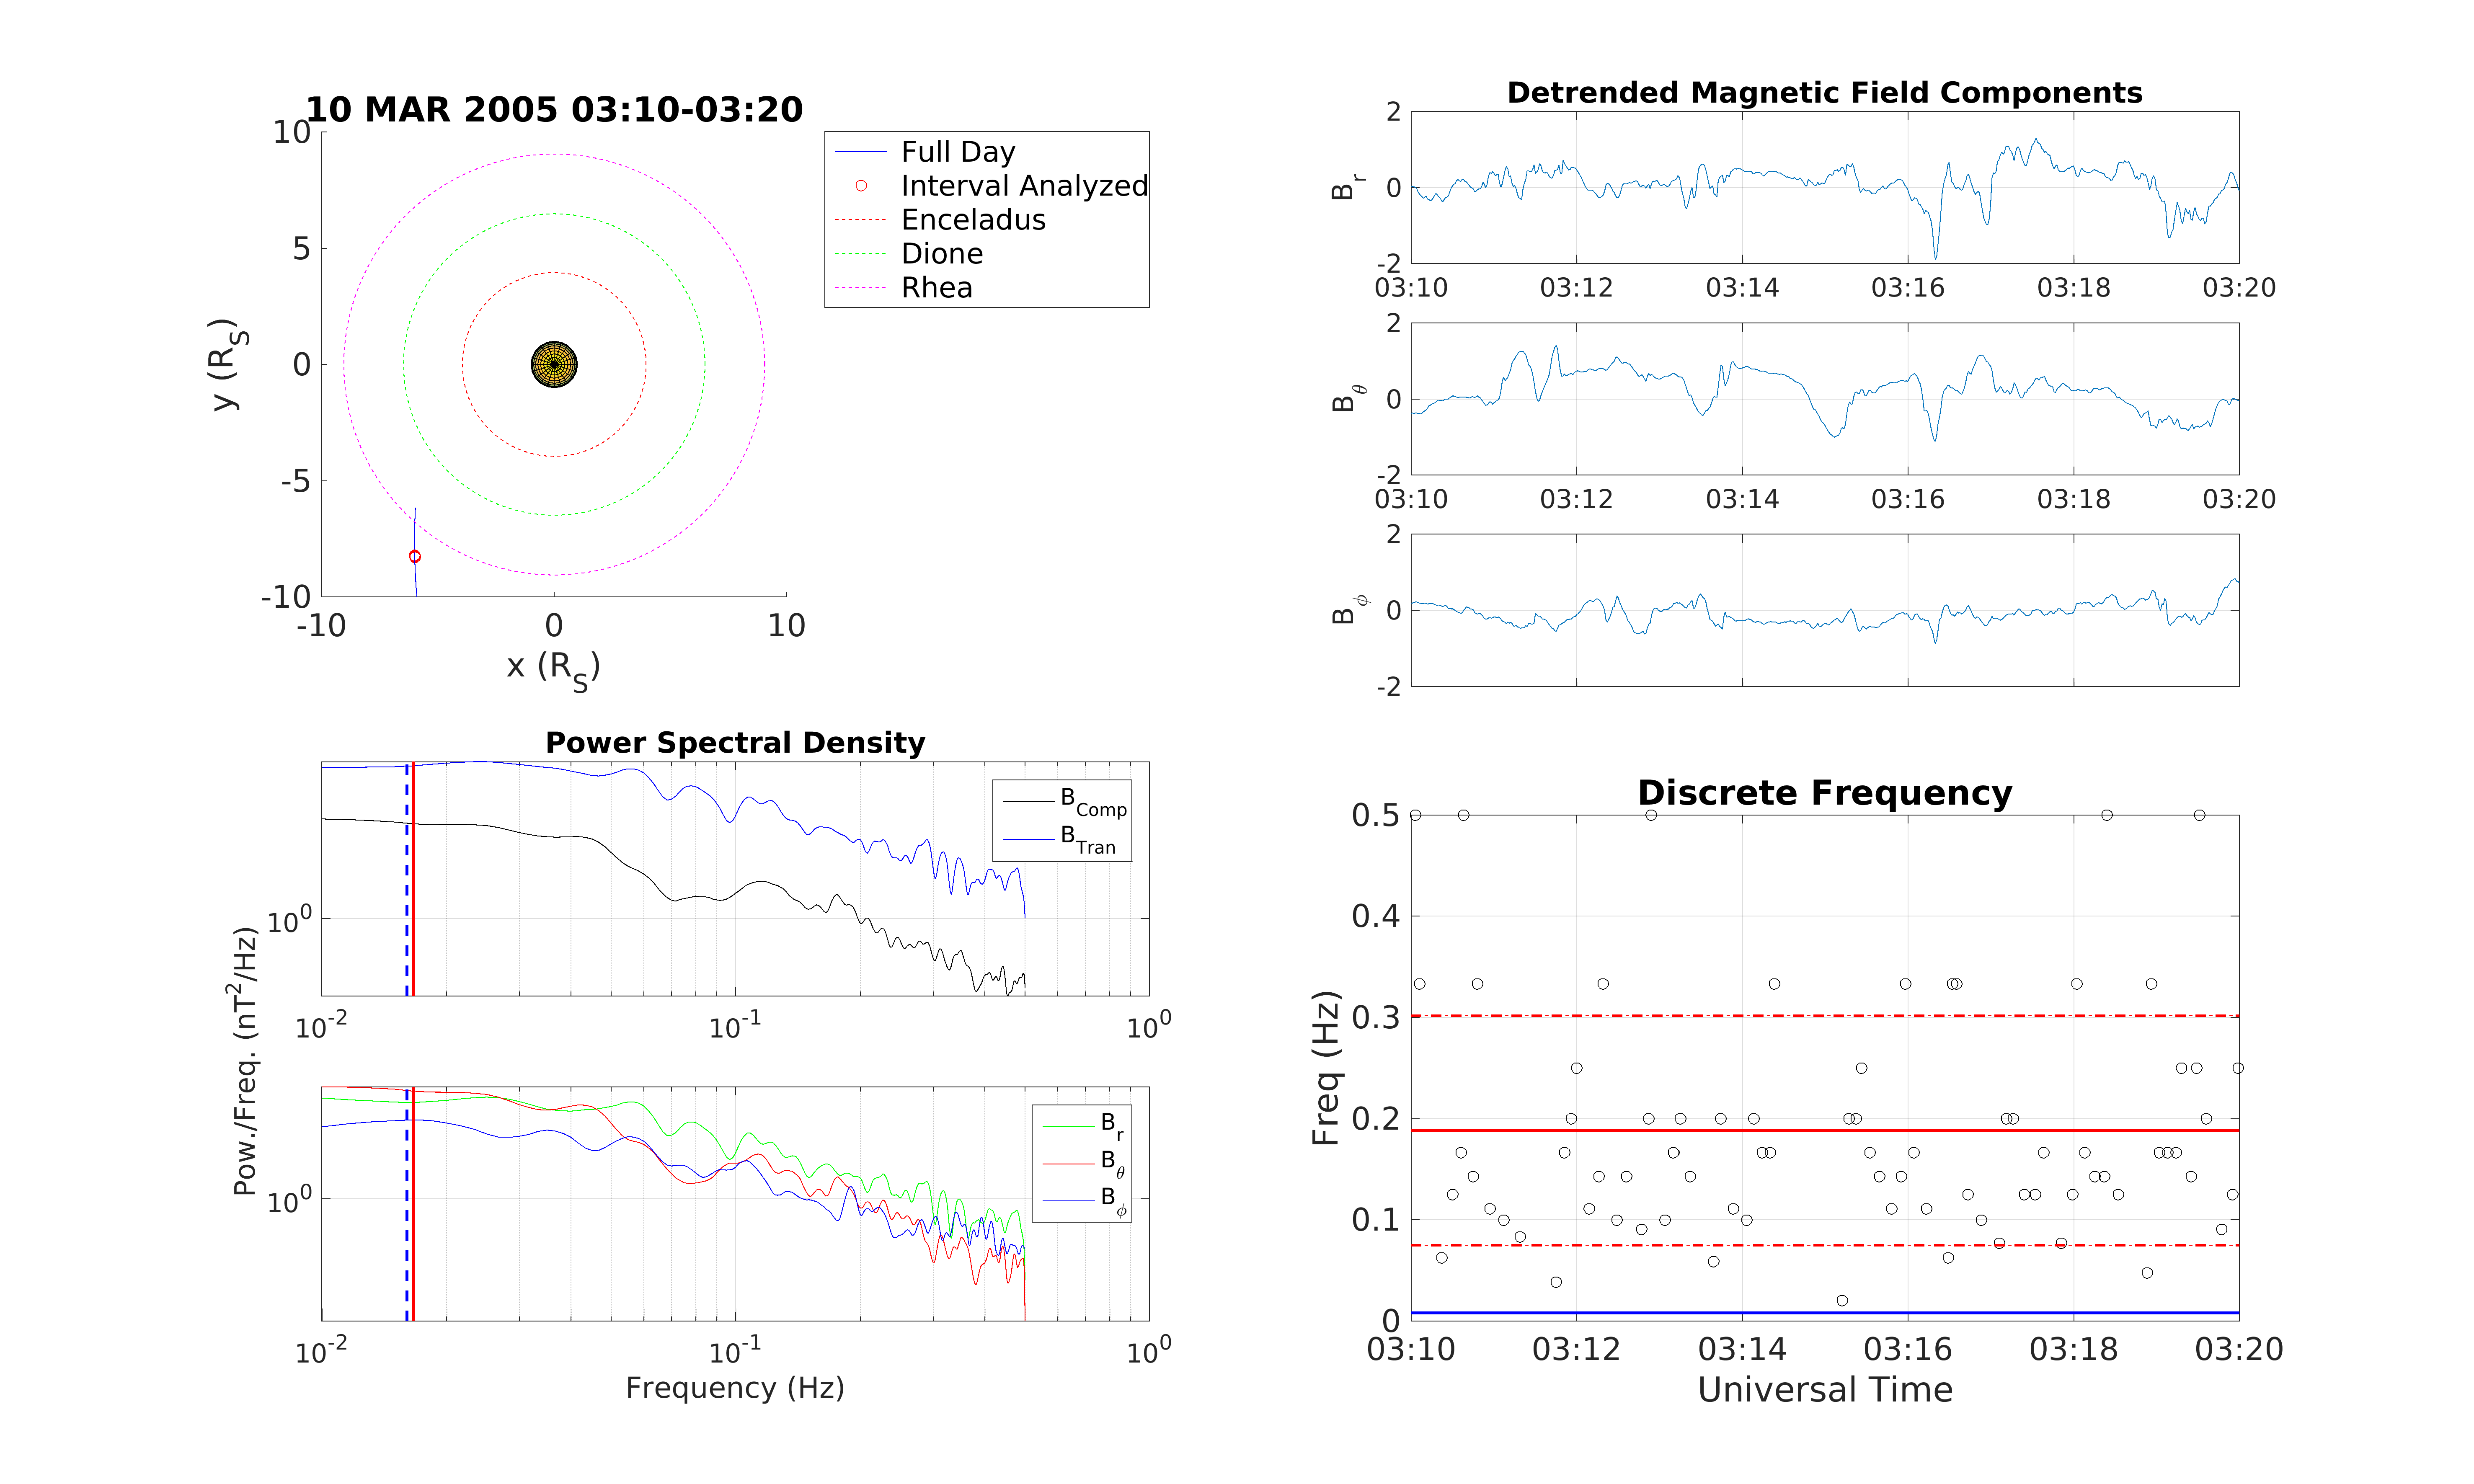 10 MAR 2005 03:10-03:20
10
5
0
-5
-10
-10 0 10
y (R_S)
x (R_S)
Full Day
Interval Analyzed
Enceladus
Dione
Rhea
Detrended Magnetic Field Components
B_r
2
0
-2
03:10 03:12 03:14 03:16 03:18 03:20
B_θ
2
0
-2
03:10 03:12 03:14 03:16 03:18 03:20
B_ϕ
2
0
-2
Power Spectral Density
B_Comp
B_Tran
10^0
10^-2 10^-1 10^0
Pow./Freq. (nT^2/Hz)
B_r
B_θ
B_ϕ
10^0
10^-2 10^-1 10^0
Frequency (Hz)
Discrete Frequency
0.5
0.4
0.3
0.2
0.1
0
Freq (Hz)
03:10 03:12 03:14 03:16 03:18 03:20
Universal Time